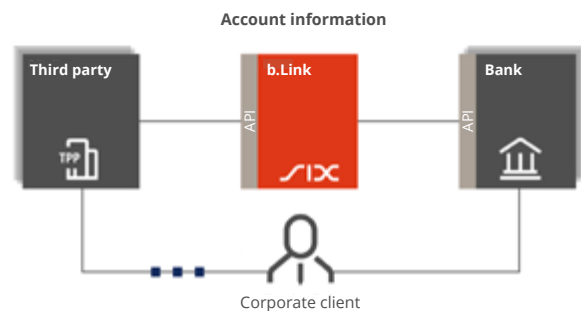 Account information
Third party
b.Link
Bank
API
API
TPP
SIX
Corporate client